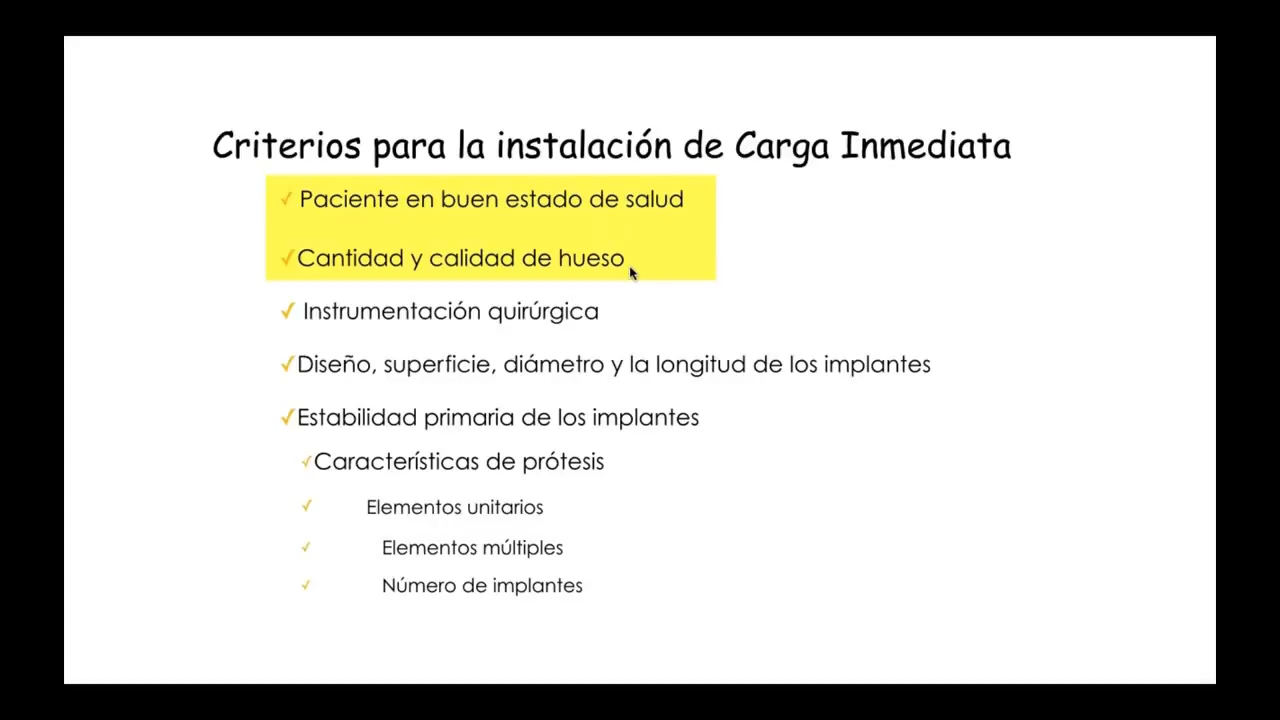 Criterios para la instalación de Carga Inmediata
✓ Paciente en buen estado de salud
✓Cantidad y calidad de hueso
✓ Instrumentación quirúrgica
✓Diseño, superficie, diámetro y la longitud de los implantes
✓Estabilidad primaria de los implantes
✓Características de prótesis
✓ Elementos unitarios
✓ Elementos múltiples
✓ Número de implantes